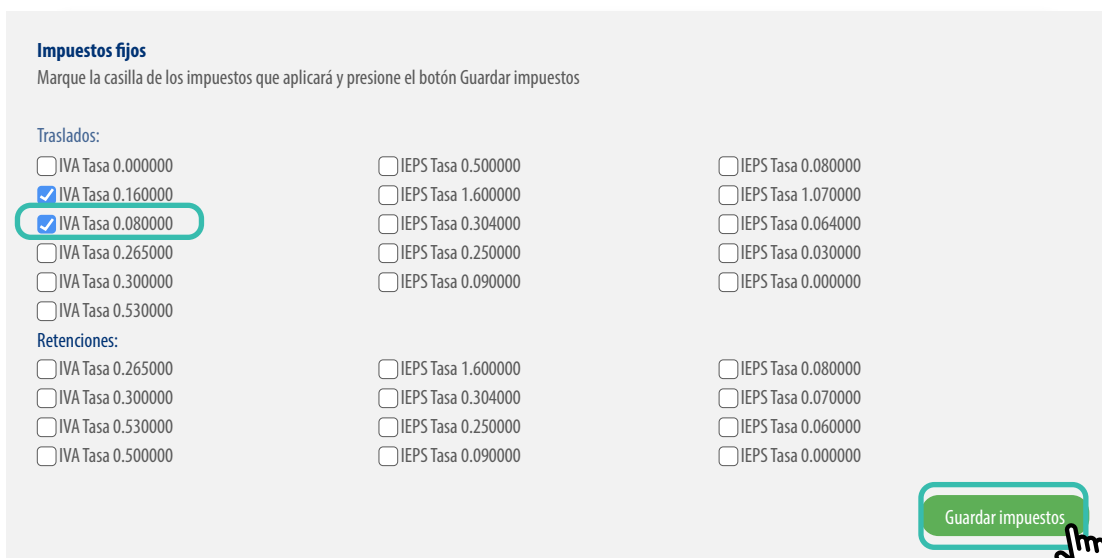 Impuestos fijos
Marque la casilla de los impuestos que aplicará y presione el botón Guardar impuestos
Traslados:
IVA Tasa 0.000000 IEPS Tasa 0.500000 IEPS Tasa 0.080000
IVA Tasa 0.160000 IEPS Tasa 1.600000 IEPS Tasa 1.070000
IVA Tasa 0.080000 IEPS Tasa 0.304000 IEPS Tasa 0.064000
IVA Tasa 0.265000 IEPS Tasa 0.250000 IEPS Tasa 0.030000
IVA Tasa 0.300000 IEPS Tasa 0.090000 IEPS Tasa 0.000000
IVA Tasa 0.530000
Retenciones:
IVA Tasa 0.265000 IEPS Tasa 1.600000 IEPS Tasa 0.080000
IVA Tasa 0.300000 IEPS Tasa 0.304000 IEPS Tasa 0.070000
IVA Tasa 0.530000 IEPS Tasa 0.250000 IEPS Tasa 0.060000
IVA Tasa 0.500000 IEPS Tasa 0.090000 IEPS Tasa 0.000000
Guardar impuestos